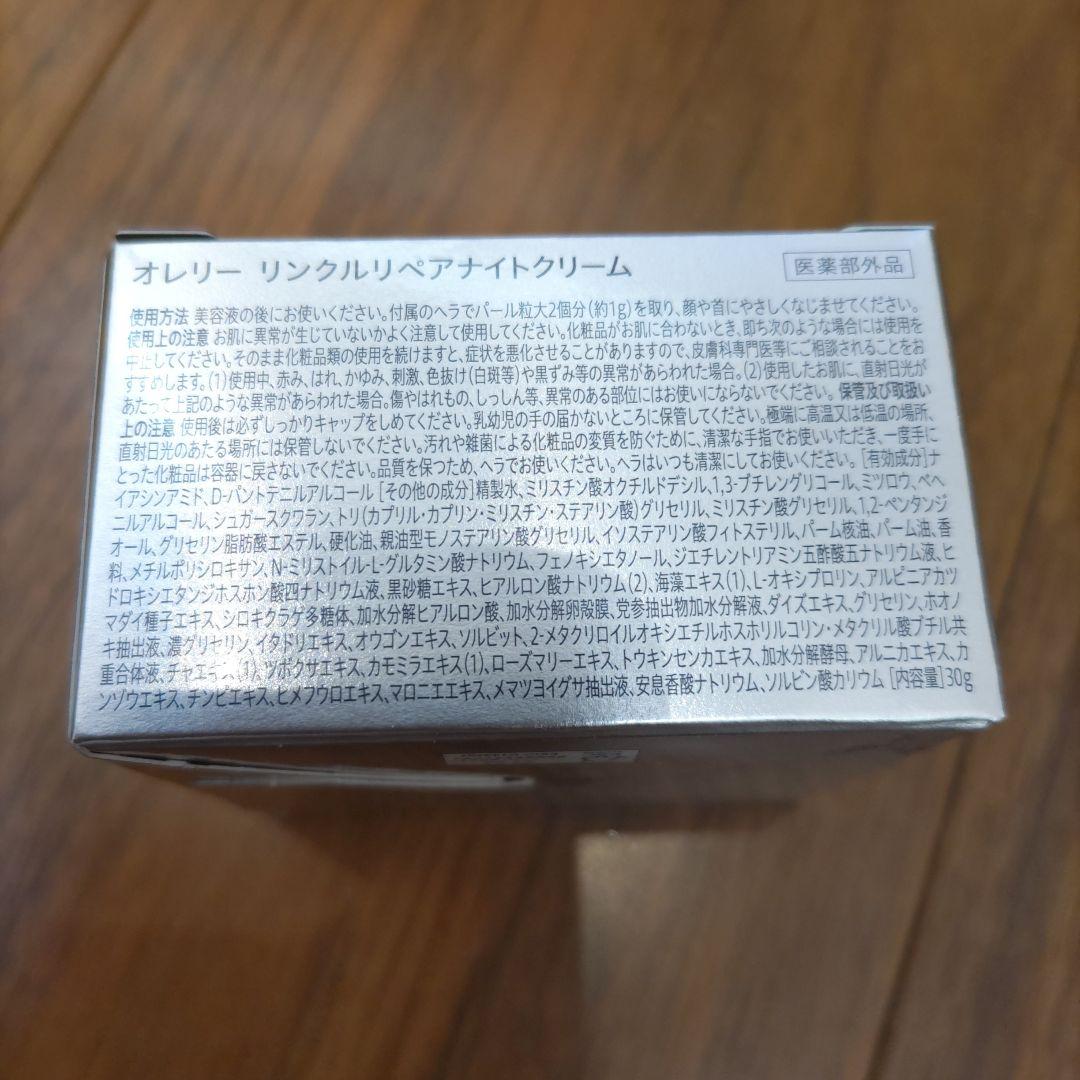 オレリー リンクルリペアナイトクリーム
医薬部外品
使用方法 美容液の後にお使いください。付属のヘラでパール粒大2個分(約1g)を取り、顔や首にやさしくなじませてください。
使用上の注意 お肌に異常が生じていないかよく注意して使用してください。化粧品がお肌に合わないとき、即ち次のような場合には使用を
中止してください。そのまま化粧品類の使用を続けますと、症状を悪化させることがありますので、皮膚科専門医等にご相談されることをお
すすめします。(1)使用中、赤み、はれ、かゆみ、刺激、色抜け(白斑等)や黒ずみ等の異常があらわれた場合。(2)使用したお肌に、直射日光が
あたって上記のような異常があらわれた場合。傷やはれもの、しっしん等、異常のある部位にはお使いにならないでください。 保管及び取扱い
上の注意 使用後は必ずしっかりキャップをしめてください。乳幼児の手の届かないところに保管してください。極端に高温又は低温の場所、
直射日光のあたる場所には保管しないでください。汚れや雑菌による化粧品の変質を防ぐために、清潔な手指でお使いいただき、一度手に
とった化粧品は容器に戻さないでください。品質を保つため、ヘラでお使いください。ヘラはいつも清潔にしてお使いください。 [有効成分]ナ
イアシンアミド、D-パントテニルアルコール [その他の成分]精製水、ミリスチン酸オクチルドデシル、1,3-ブチレングリコール、ミツロウ、ベヘ
ニルアルコール、シュガースクワラン、トリ(カプリル・カプリン・ミリスチン・ステアリン酸)グリセリル、ミリスチン酸グリセリル、1,2-ペンタンジ
オール、グリセリン脂肪酸エステル、硬化油、親油型モノステアリン酸グリセリル、イソステアリン酸フィトステリル、パーム核油、パーム油、香
料、メチルポリシロキサン、N-ミリストイル-L-グルタミン酸ナトリウム、フェノキシエタノール、ジエチレントリアミン五酢酸五ナトリウム液、ヒ
ドロキシエタンジホスホン酸四ナトリウム液、黒砂糖エキス、ヒアルロン酸ナトリウム(2)、海藻エキス(1)、L-オキシプロリン、アルピニアカツ
マダイ種子エキス、シロキクラゲ多糖体、加水分解ヒアルロン酸、加水分解卵殻膜、党参抽出物加水分解液、ダイズエキス、グリセリン、ホオノ
キ抽出液、濃グリセリン、イタドリエキス、オウゴンエキス、ソルビット、2-メタクリロイルオキシエチルホスホリルコリン・メタクリル酸ブチル共
重合体液、チャエキス(1)、ツボクサエキス、カモミラエキス(1)、ローズマリーエキス、トウキンセンカエキス、加水分解酵母、アルニカエキス、カ
ンゾウエキス、チンピエキス、ヒメフウロエキス、マロニエエキス、メマツヨイグサ抽出液、安息香酸ナトリウム、ソルビン酸カリウム [内容量]30g